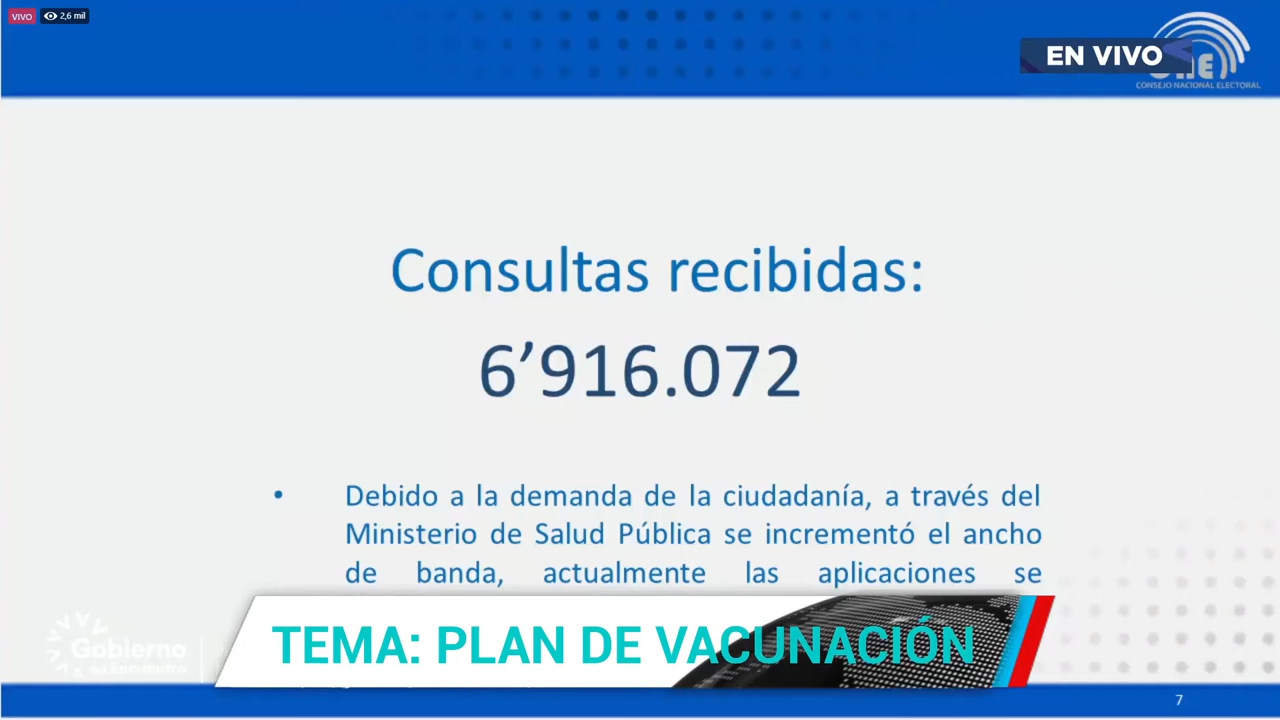 VIVO
2,6 mil
EN VIVO
CONSEJO NACIONAL ELECTORAL
Consultas recibidas:
6’916.072
• Debido a la demanda de la ciudadanía, a través del
Ministerio de Salud Pública se incrementó el ancho
de banda, actualmente las aplicaciones se
Gobierno
Encuentro
TEMA: PLAN DE VACUNACIÓN
7